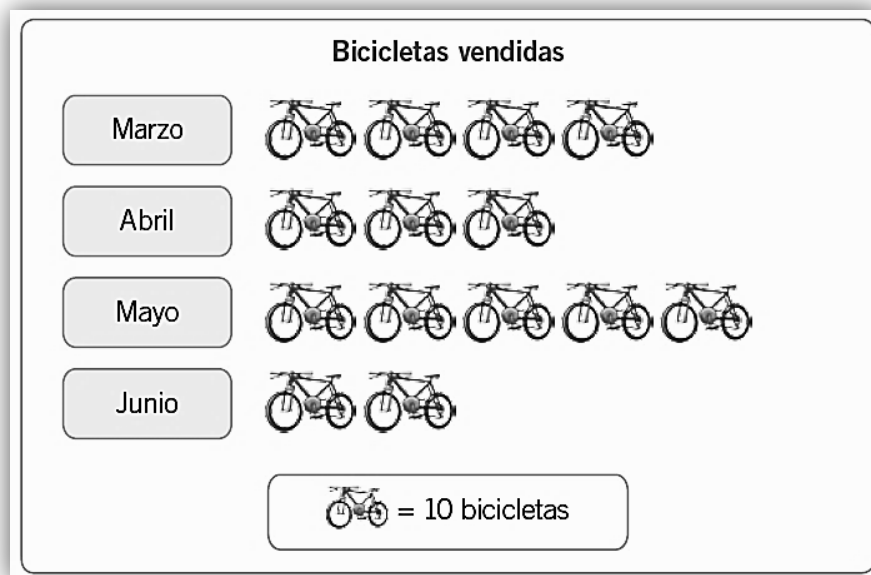 Bicicletas vendidas
Marzo
Abril
Mayo
Junio
= 10 bicicletas